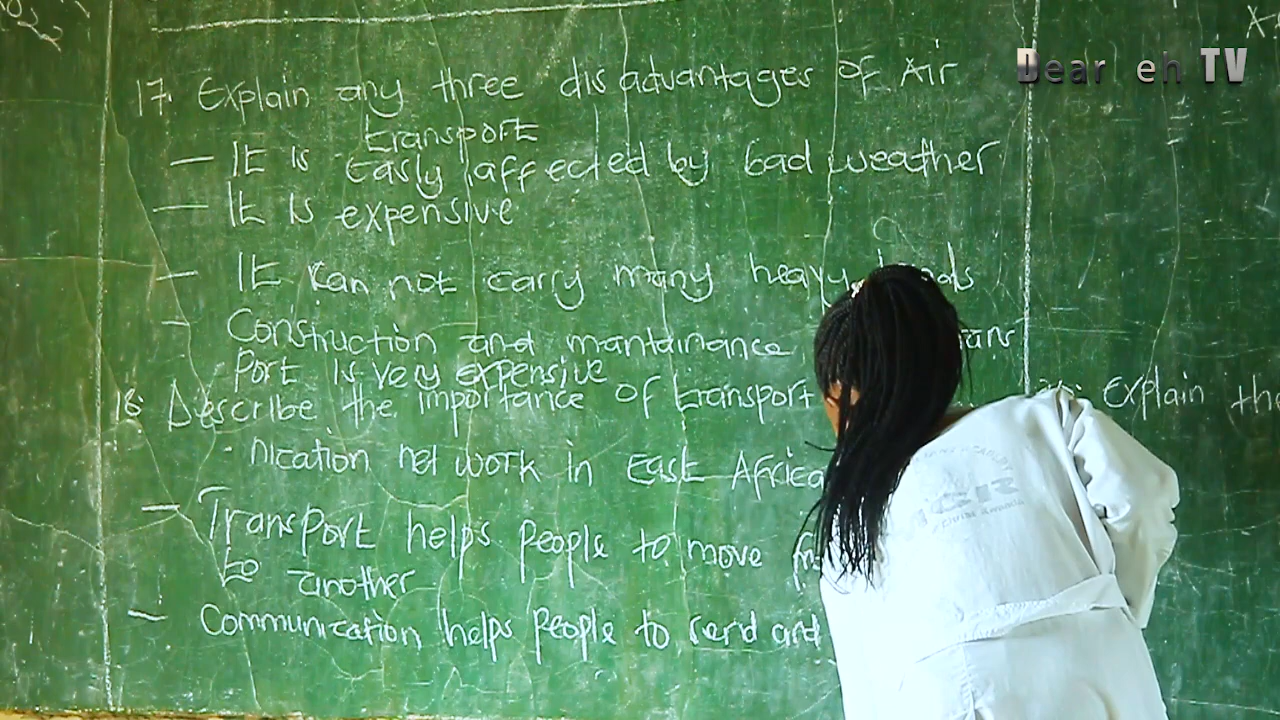 Dear eh TV
17. Explain any three disadvantages of Air
transport
— It is Easly affected by bad weather
— It is expensive
— It kan not carry many heavy loads
— Construction and mantainance
port is very expensive
18. Describe the importance of transport
nication net work in East Africa
— Transport helps people to move
to another
— Communication helps people to send and
Explain the